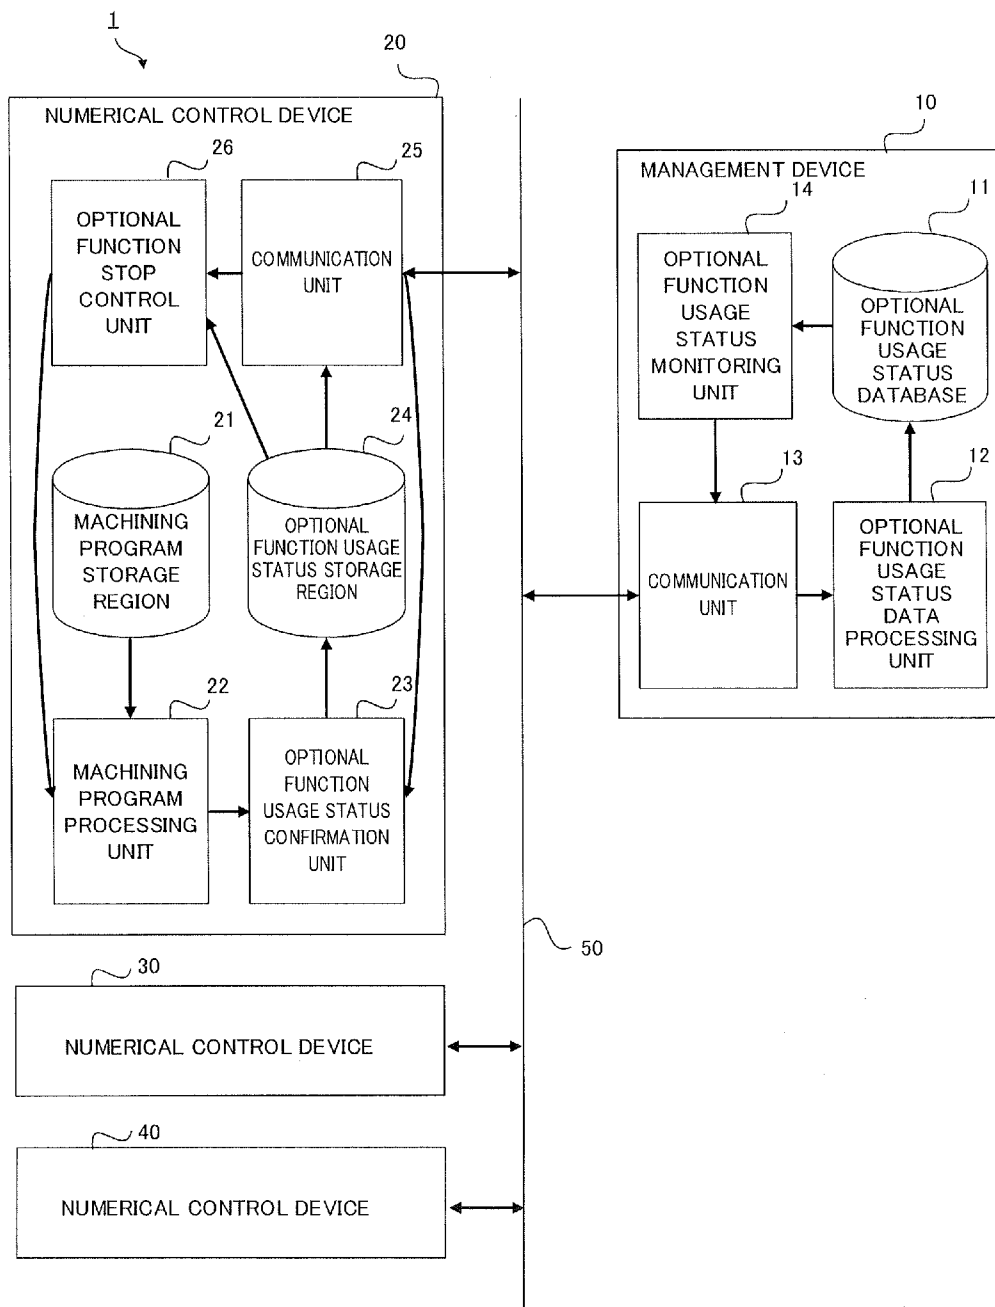 1
20
NUMERICAL CONTROL DEVICE
26
25
OPTIONAL
FUNCTION
STOP
CONTROL
UNIT
COMMUNICATION
UNIT
21
24
MACHINING
PROGRAM
STORAGE
REGION
OPTIONAL
FUNCTION USAGE
STATUS STORAGE
REGION
22
23
MACHINING
PROGRAM
PROCESSING
UNIT
OPTIONAL
FUNCTION
USAGE STATUS
CONFIRMATION
UNIT
10
MANAGEMENT DEVICE
14
11
OPTIONAL
FUNCTION
USAGE
STATUS
MONITORING
UNIT
OPTIONAL
FUNCTION
USAGE
STATUS
DATABASE
13
12
COMMUNICATION
UNIT
OPTIONAL
FUNCTION
USAGE
STATUS
DATA
PROCESSING
UNIT
50
30
NUMERICAL CONTROL DEVICE
40
NUMERICAL CONTROL DEVICE